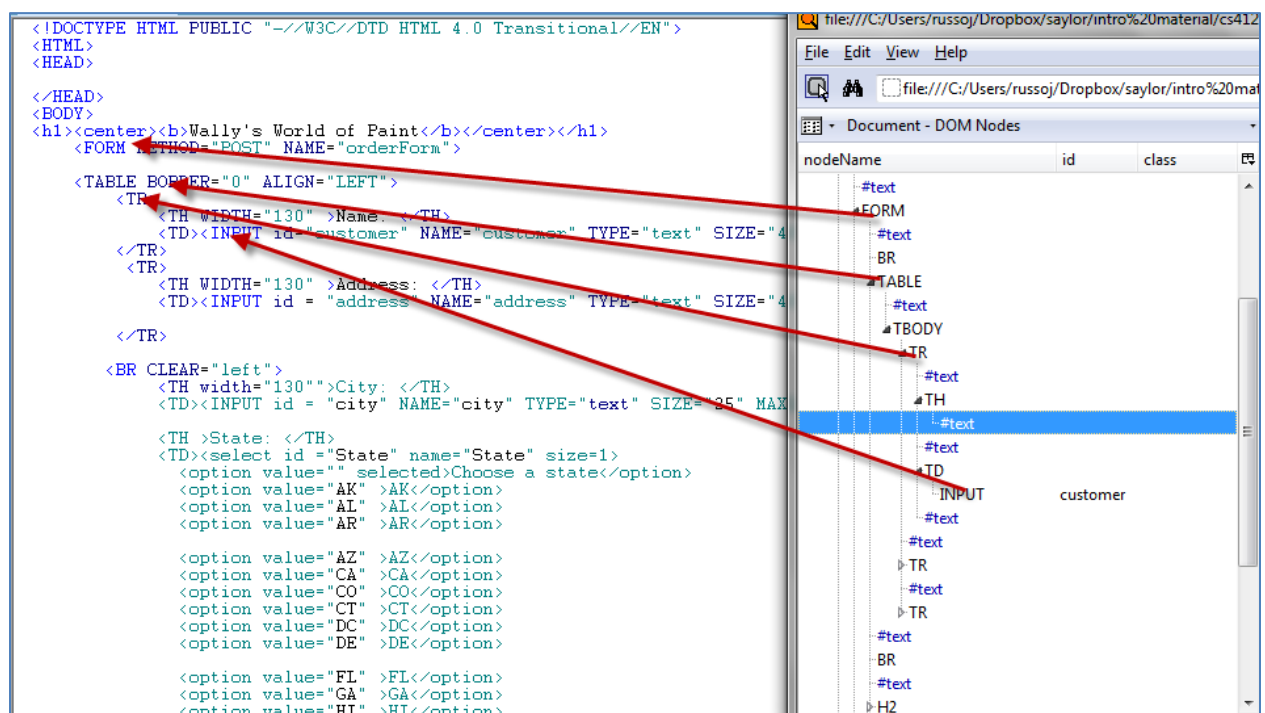 <!DOCTYPE HTML PUBLIC "-//W3C//DTD HTML 4.0 Transitional//EN">
<HTML>
<HEAD>
</HEAD>
<BODY>
<h1><center><b>Wally's World of Paint</b></center></h1>
<FORM METHOD="POST" NAME="orderForm">
<TABLE BORDER="0" ALIGN="LEFT">
<TR>
<TH WIDTH="130" >Name: </TH>
<TD><INPUT id="customer" NAME="customer" TYPE="text" SIZE="4
</TR>
<TR>
<TH WIDTH="130" >Address: </TH>
<TD><INPUT id = "address" NAME="address" TYPE="text" SIZE="4
</TR>
<BR CLEAR="left">
<TH width="130"">City: </TH>
<TD><INPUT id = "city" NAME="city" TYPE="text" SIZE="25" MAX
<TH >State: </TH>
<TD><select id ="State" name="State" size=1>
<option value="" selected>Choose a state</option>
<option value="AK" >AK</option>
<option value="AL" >AL</option>
<option value="AR" >AR</option>
<option value="AZ" >AZ</option>
<option value="CA" >CA</option>
<option value="CO" >CO</option>
<option value="CT" >CT</option>
<option value="DC" >DC</option>
<option value="DE" >DE</option>
<option value="FL" >FL</option>
<option value="GA" >GA</option>
<option value="HI" >HI</option>
file:///C:/Users/russoj/Dropbox/saylor/intro%20material/cs412
File Edit View Help
file:///C:/Users/russoj/Dropbox/saylor/intro%20mat
Document - DOM Nodes
nodeName id class
#text
FORM
#text
BR
TABLE
#text
TBODY
TR
#text
TH
#text
#text
TD
INPUT customer
#text
#text
TR
#text
TR
#text
BR
#text
H2